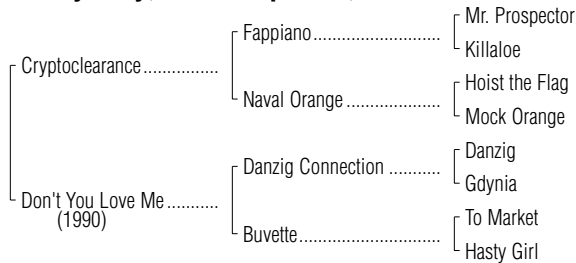 Mr. Prospector
Fappiano
Killaloe
Cryptoclearance
Hoist the Flag
Naval Orange
Mock Orange
Danzig
Danzig Connection
Gdynia
Don't You Love Me
(1990)
To Market
Buvette
Hasty Girl